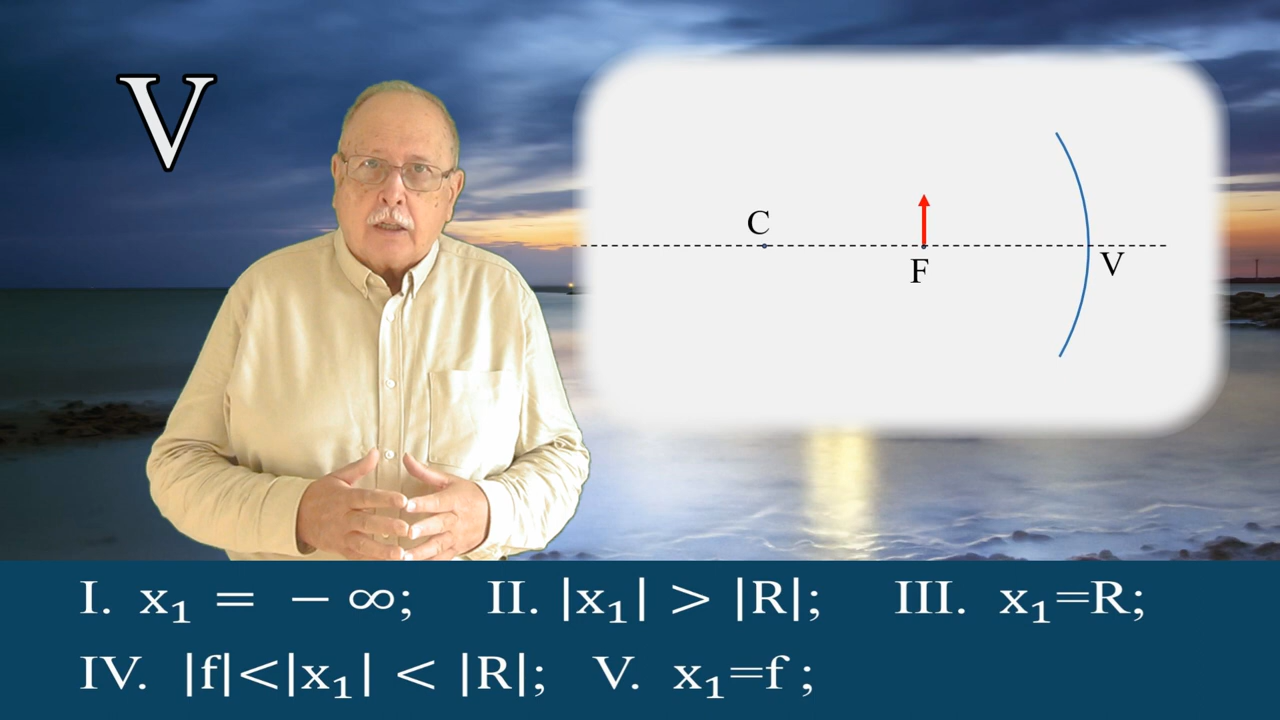 V
C
F
V
I. x₁ = − ∞; II. |x₁| > |R|; III. x₁=R;
IV. |f|<|x₁| < |R|; V. x₁=f ;